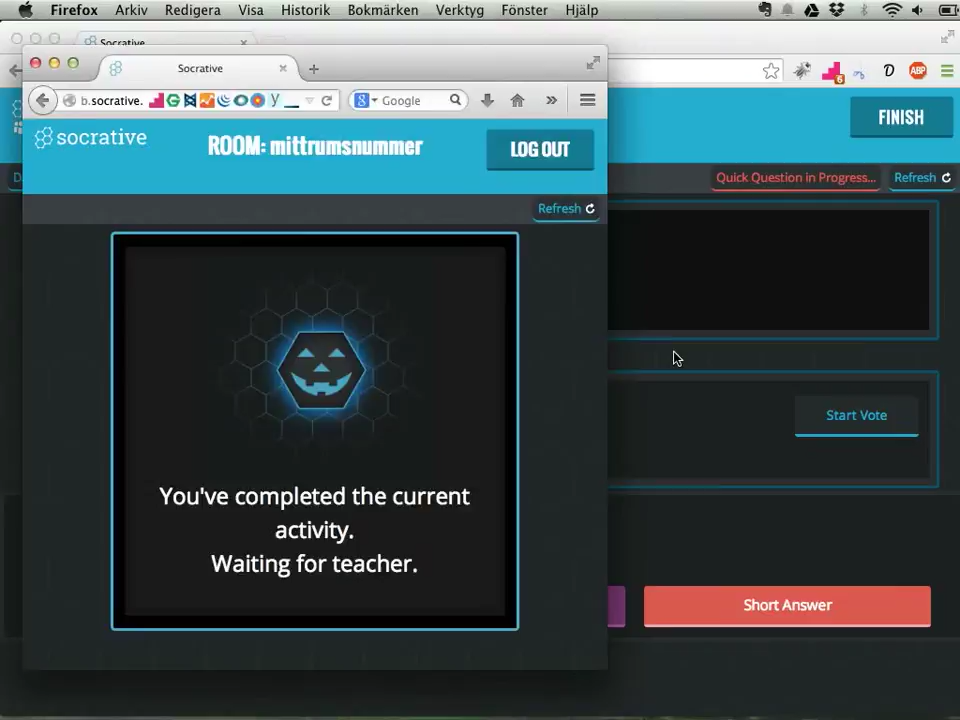 Firefox Arkiv Redigera Visa Historik Bokmärken Verktyg Fönster Hjälp
Socrative
Socrative
b.socrative.
Google
ABP
socrative
ROOM: mittrumsnummer
LOG OUT
FINISH
Quick Question in Progress...
Refresh
Refresh
You've completed the current
activity.
Waiting for teacher.
Start Vote
Short Answer